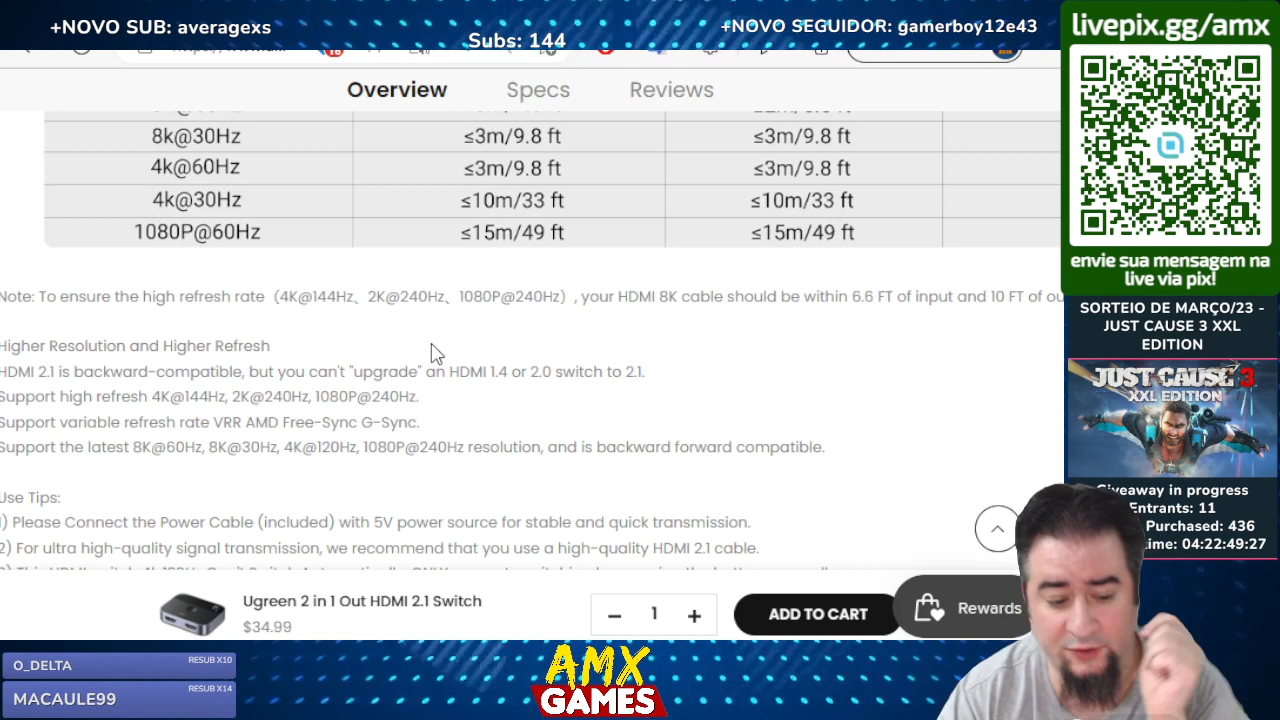 +NOVO SUB: averagexs
Subs: 144
+NOVO SEGUIDOR: gamerboy12e43
livepix.gg/amx
Overview
Specs
Reviews
8k@30Hz ≤3m/9.8 ft ≤3m/9.8 ft
4k@60Hz ≤3m/9.8 ft ≤3m/9.8 ft
4k@30Hz ≤10m/33 ft ≤10m/33 ft
1080P@60Hz ≤15m/49 ft ≤15m/49 ft
Note: To ensure the high refresh rate（4K@144Hz、2K@240Hz、1080P@240Hz）, your HDMI 8K cable should be within 6.6 FT of input and 10 FT of ou
Higher Resolution and Higher Refresh
HDMI 2.1 is backward-compatible, but you can't "upgrade" an HDMI 1.4 or 2.0 switch to 2.1.
Support high refresh 4K@144Hz, 2K@240Hz, 1080P@240Hz.
Support variable refresh rate VRR AMD Free-Sync G-Sync.
Support the latest 8K@60Hz, 8K@30Hz, 4K@120Hz, 1080P@240Hz resolution, and is backward forward compatible.
Use Tips:
) Please Connect the Power Cable (included) with 5V power source for stable and quick transmission.
2) For ultra high-quality signal transmission, we recommend that you use a high-quality HDMI 2.1 cable.
Ugreen 2 in 1 Out HDMI 2.1 Switch
$34.99
− 1 +
ADD TO CART
Rewards
envie sua mensagem na
live via pix!
SORTEIO DE MARÇO/23 -
JUST CAUSE 3 XXL
EDITION
JUST CAUSE 3
XXL EDITION
Giveaway in progress
Entrants: 11
Purchased: 436
ime: 04:22:49:27
O_DELTA RESUB X10
MACAULE99 RESUB X14
AMX
GAMES